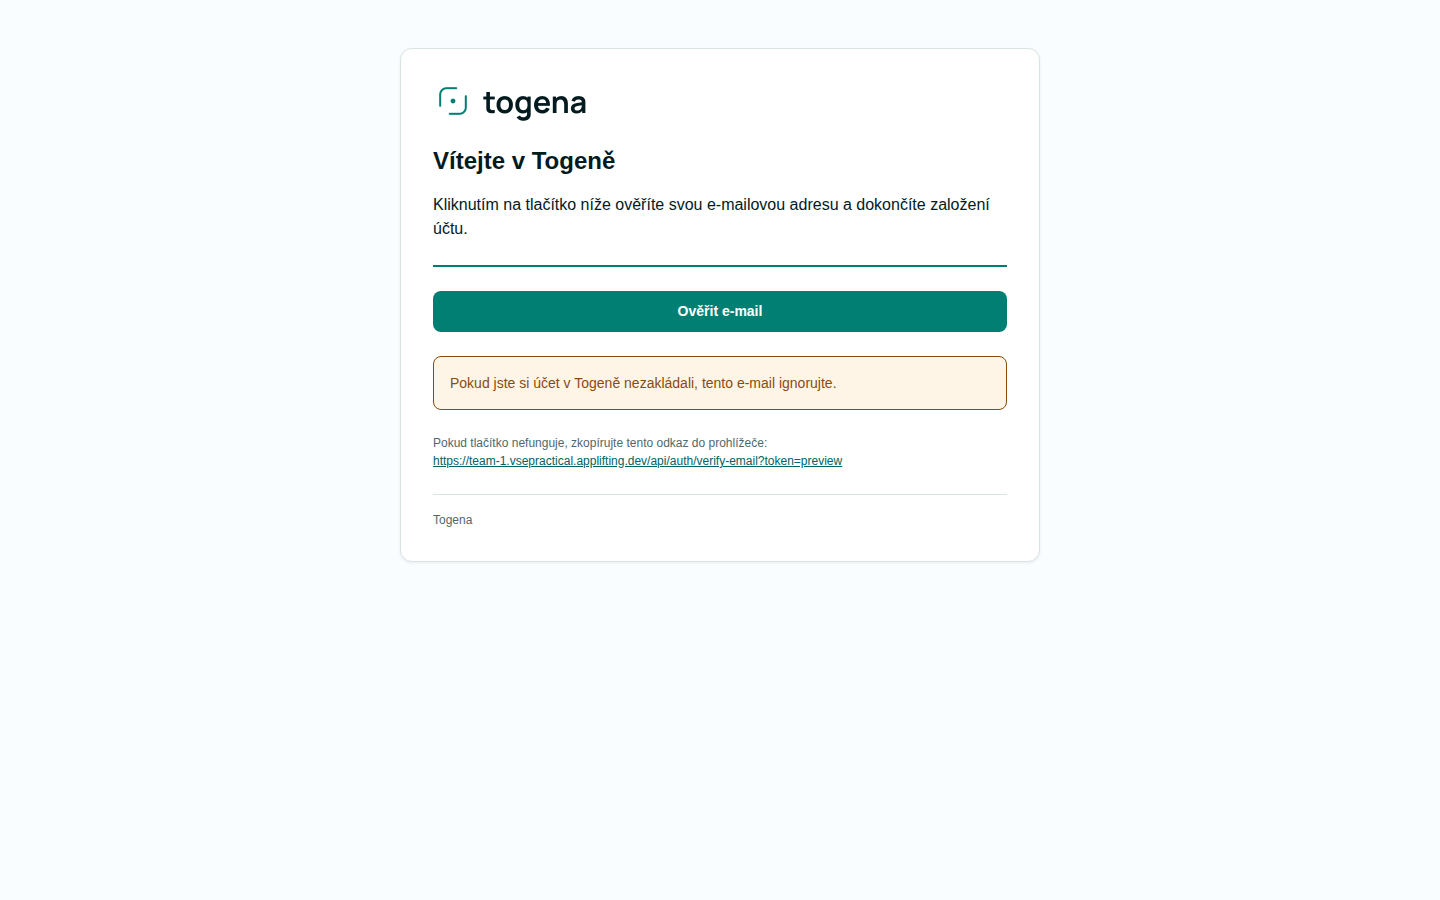 togena
Vítejte v Togeně
Kliknutím na tlačítko níže ověříte svou e-mailovou adresu a dokončíte založení
účtu.
Ověřit e-mail
Pokud jste si účet v Togeně nezakládali, tento e-mail ignorujte.
Pokud tlačítko nefunguje, zkopírujte tento odkaz do prohlížeče:
https://team-1.vsepractical.applifting.dev/api/auth/verify-email?token=preview
Togena